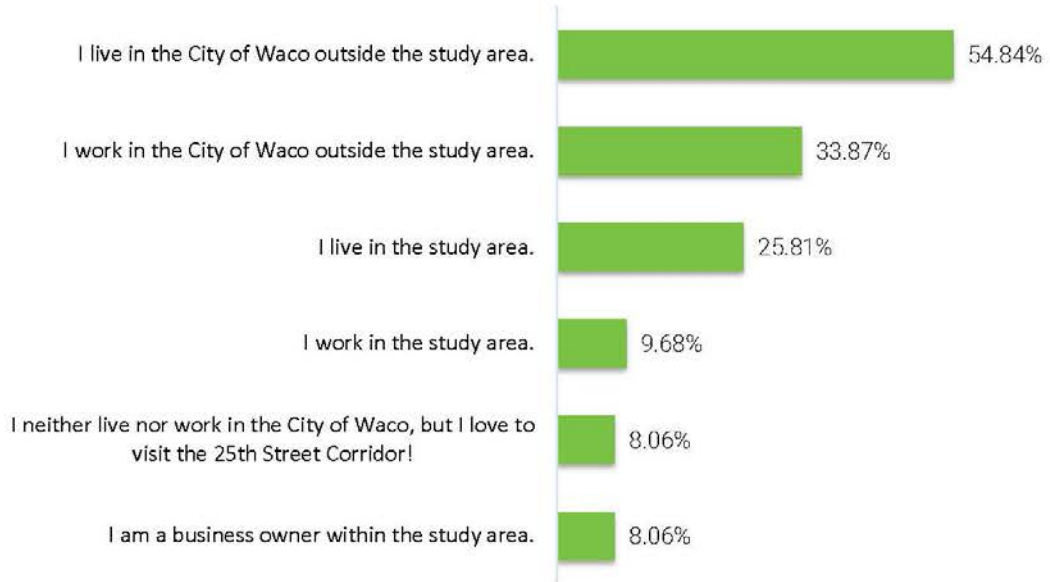 I live in the City of Waco outside the study area.
54.84%
I work in the City of Waco outside the study area.
33.87%
I live in the study area.
25.81%
I work in the study area.
9.68%
I neither live nor work in the City of Waco, but I love to
visit the 25th Street Corridor!
8.06%
I am a business owner within the study area.
8.06%